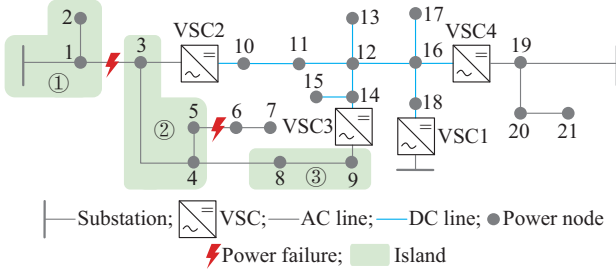 2 13 17
VSC2 VSC4
1 3 10 11 12 16 19
①
15 14 18
5 6 7 VSC3 VSC1
② 20 21
4 8 ③ 9
Substation; VSC; AC line; DC line; Power node
Power failure; Island